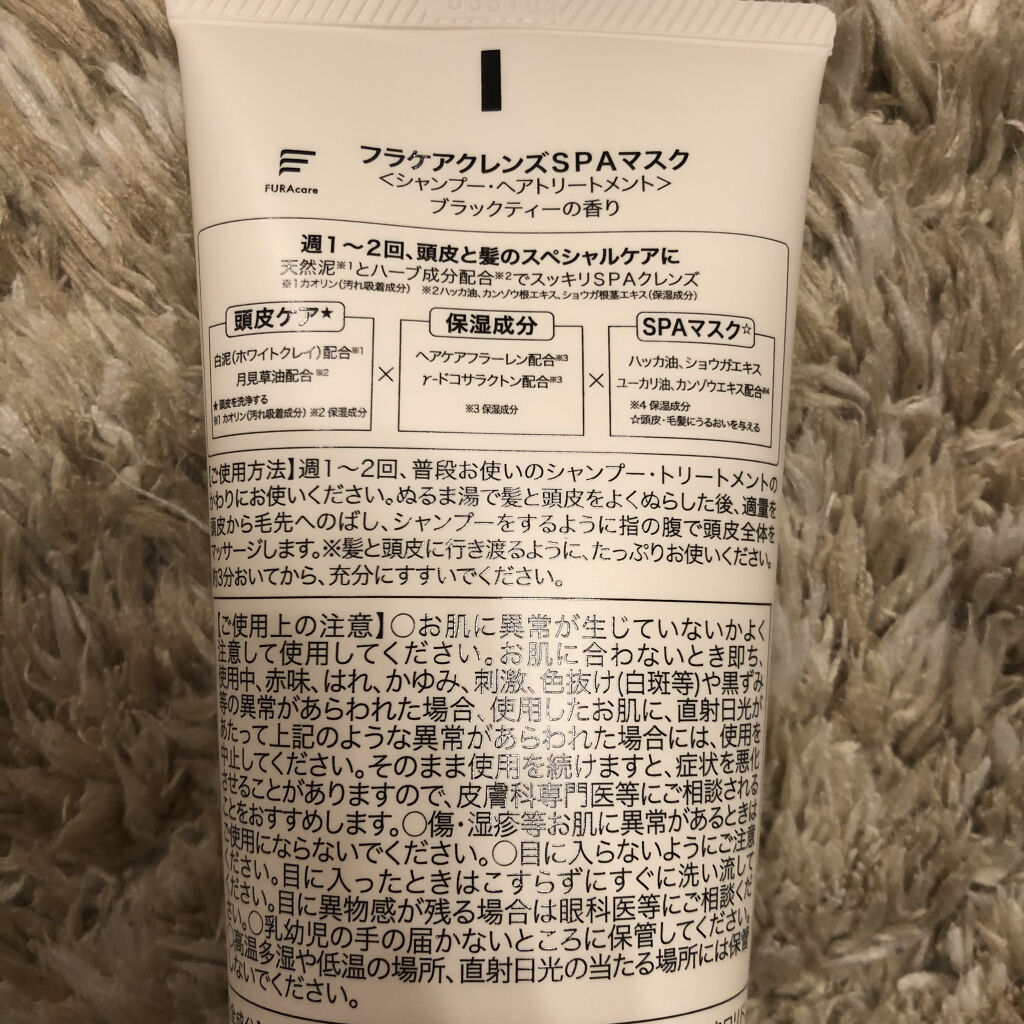 FURAcare
フラケアクレンズSPAマスク
＜シャンプー・ヘアトリートメント＞
ブラックティーの香り
週1～2回、頭皮と髪のスペシャルケアに
天然泥※1とハーブ成分配合※2でスッキリSPAクレンズ
※1カオリン(汚れ吸着成分) ※2ハッカ油、カンゾウ根エキス、ショウガ根茎エキス(保湿成分)
頭皮ケア★
白泥(ホワイトクレイ)配合※1
月見草油配合※2
★頭皮を洗浄する
※1 カオリン(汚れ吸着成分) ※2 保湿成分
×
保湿成分
ヘアケアフラーレン配合※3
γ-ドコサラクトン配合※3
※3 保湿成分
×
SPAマスク☆
ハッカ油、ショウガエキス
ユーカリ油、カンゾウエキス配合※4
※4 保湿成分
☆頭皮・毛髪にうるおいを与える
【ご使用方法】週1～2回、普段お使いのシャンプー・トリートメントの
かわりにお使いください。ぬるま湯で髪と頭皮をよくぬらした後、適量を
頭皮から毛先へのばし、シャンプーをするように指の腹で頭皮全体を
マッサージします。※髪と頭皮に行き渡るように、たっぷりお使いください。
約3分おいてから、充分にすすいでください。
【ご使用上の注意】○お肌に異常が生じていないかよく
注意して使用してください。お肌に合わないとき即ち、
使用中、赤味、はれ、かゆみ、刺激、色抜け(白斑等)や黒ずみ
等の異常があらわれた場合、使用したお肌に、直射日光が
あたって上記のような異常があらわれた場合には、使用を
中止してください。そのまま使用を続けますと、症状を悪化
させることがありますので、皮膚科専門医等にご相談される
ことをおすすめします。○傷・湿疹等お肌に異常があるときは
ご使用にならないでください。○目に入らないようにご注意
ください。目に入ったときはこすらずにすぐに洗い流して
ください。目に異物感が残る場合は眼科医等にご相談くだ
さい。○乳幼児の手の届かないところに保管してください。
○高温多湿や低温の場所、直射日光の当たる場所には保管
しないでください。